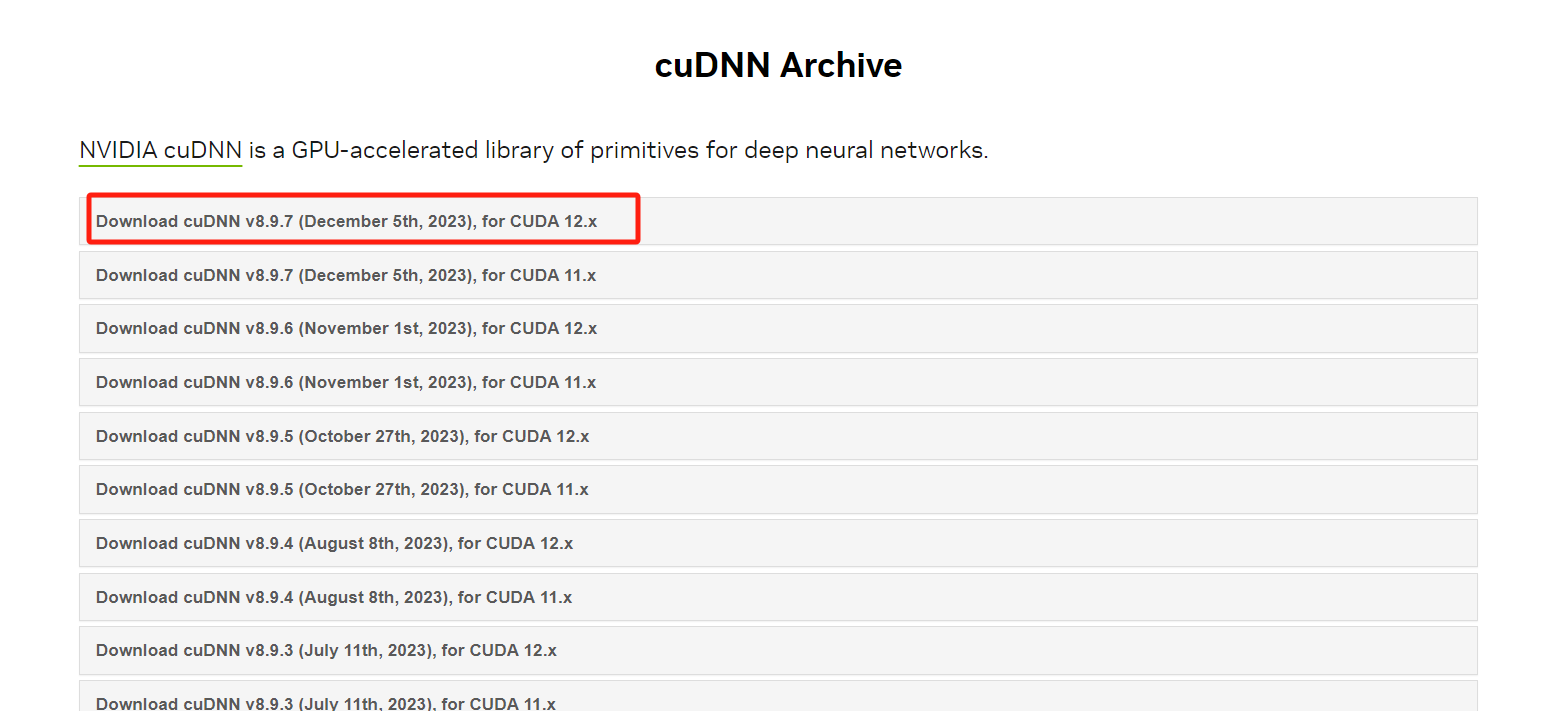 cuDNN Archive
NVIDIA cuDNN is a GPU-accelerated library of primitives for deep neural networks.
Download cuDNN v8.9.7 (December 5th, 2023), for CUDA 12.x
Download cuDNN v8.9.7 (December 5th, 2023), for CUDA 11.x
Download cuDNN v8.9.6 (November 1st, 2023), for CUDA 12.x
Download cuDNN v8.9.6 (November 1st, 2023), for CUDA 11.x
Download cuDNN v8.9.5 (October 27th, 2023), for CUDA 12.x
Download cuDNN v8.9.5 (October 27th, 2023), for CUDA 11.x
Download cuDNN v8.9.4 (August 8th, 2023), for CUDA 12.x
Download cuDNN v8.9.4 (August 8th, 2023), for CUDA 11.x
Download cuDNN v8.9.3 (July 11th, 2023), for CUDA 12.x
Download cuDNN v8.9.3 (July 11th, 2023), for CUDA 11.x